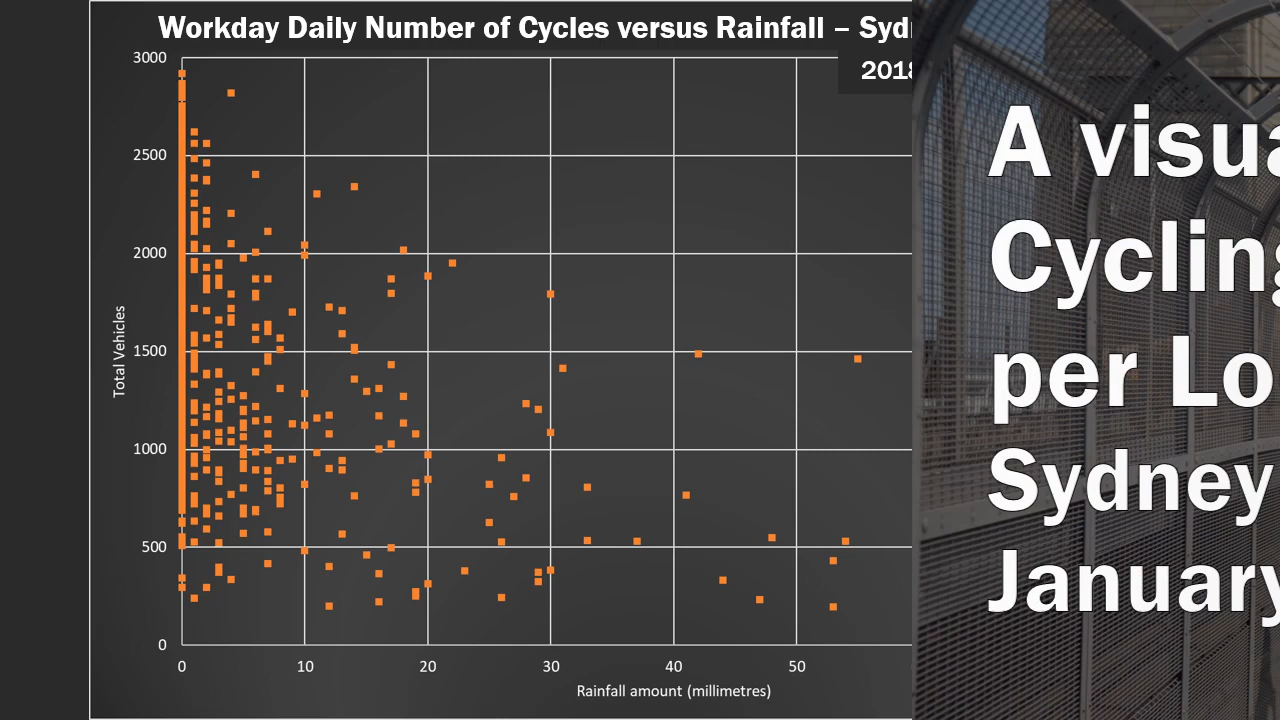 Workday Daily Number of Cycles versus Rainfall – Syd
2018
3000
2500
2000
1500
1000
500
0
Total Vehicles
0 10 20 30 40 50
Rainfall amount (millimetres)
A visua
Cycling
per Lo
Sydney
January